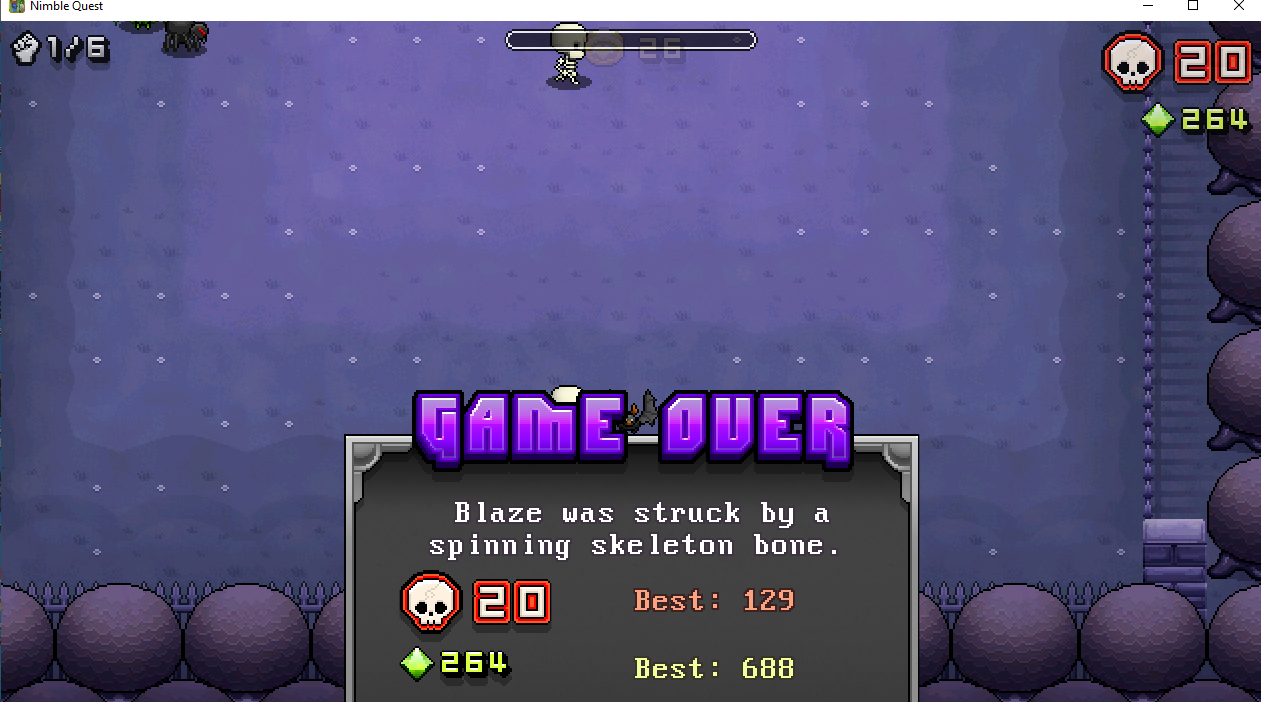 Nimble Quest
1/6
26
20
264
GAME OVER
Blaze was struck by a
spinning skeleton bone.
20
Best: 129
264
Best: 688